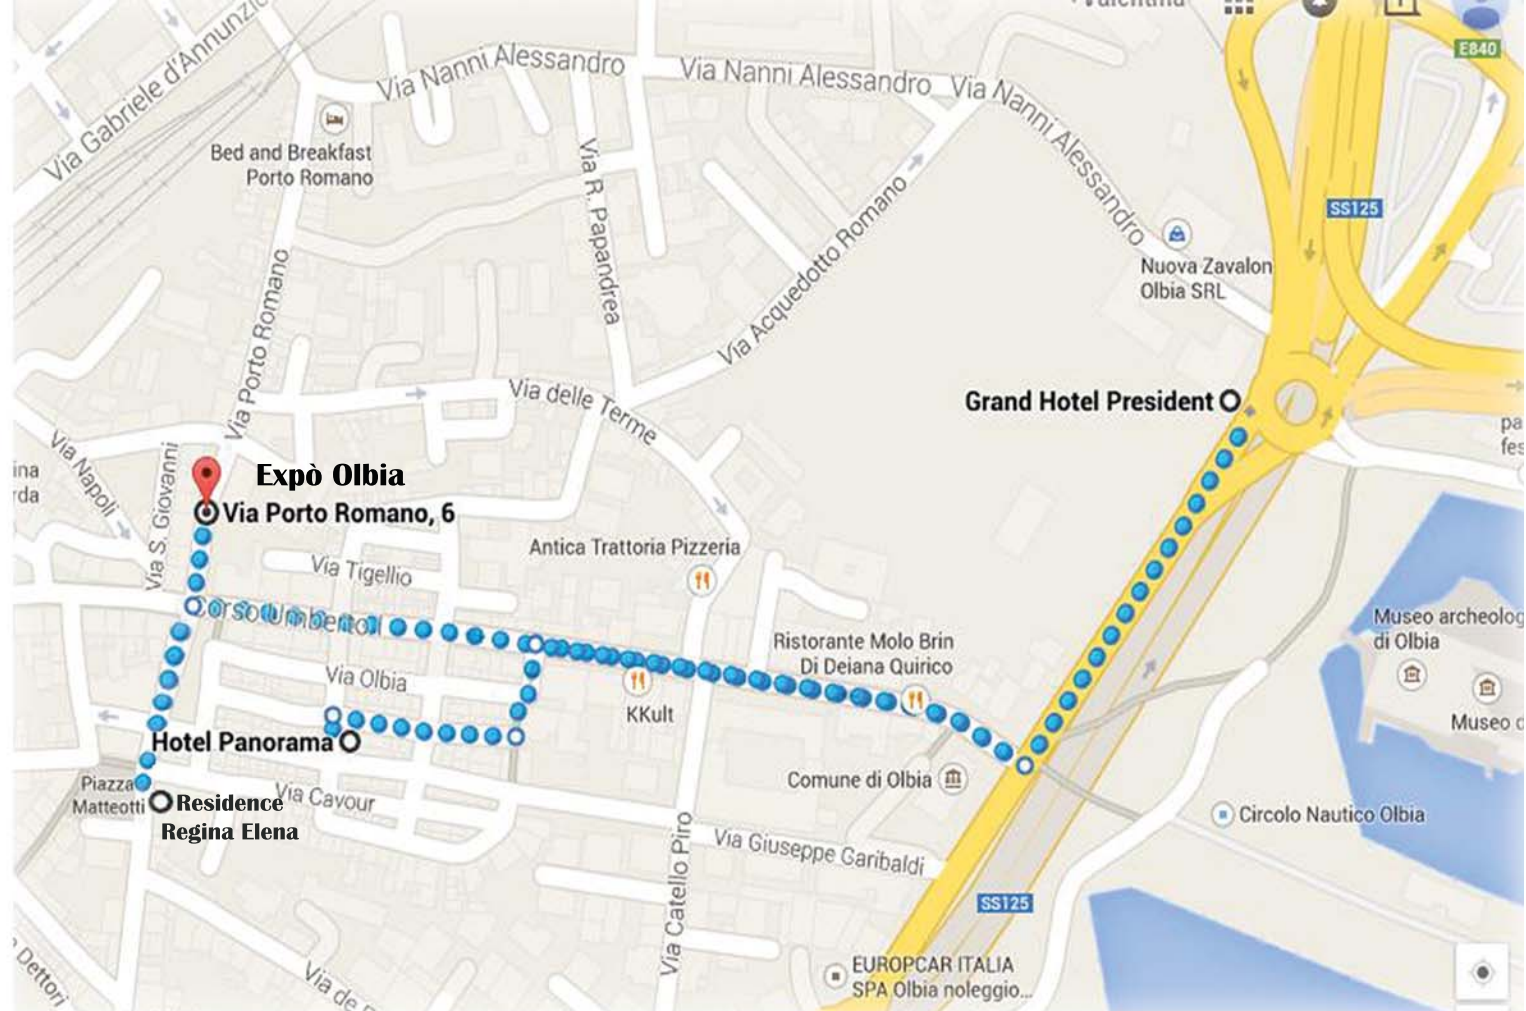 E840
Via Gabriele d'Annunzio
Via Nanni Alessandro
Via Nanni Alessandro
Via Nanni Alessandro
Bed and Breakfast
Porto Romano
Via R. Papandrea
SS125
Via Acquedotto Romano
Nuova Zavalon
Olbia SRL
Via Porto Romano
Via delle Terme
Grand Hotel President
Via Napoli
Via S. Giovanni
Expò Olbia
Via Porto Romano, 6
Antica Trattoria Pizzeria
Via Tigellio
Corso Umberto I
Ristorante Molo Brin
Di Deiana Quirico
Museo archeolog
di Olbia
Via Olbia
KKult
Museo d
Hotel Panorama
Comune di Olbia
Piazza
Matteotti
Residence
Regina Elena
Via Cavour
Circolo Nautico Olbia
Via Giuseppe Garibaldi
Via Catello Piro
SS125
EUROPCAR ITALIA
SPA Olbia noleggio...
Dettori
Via de